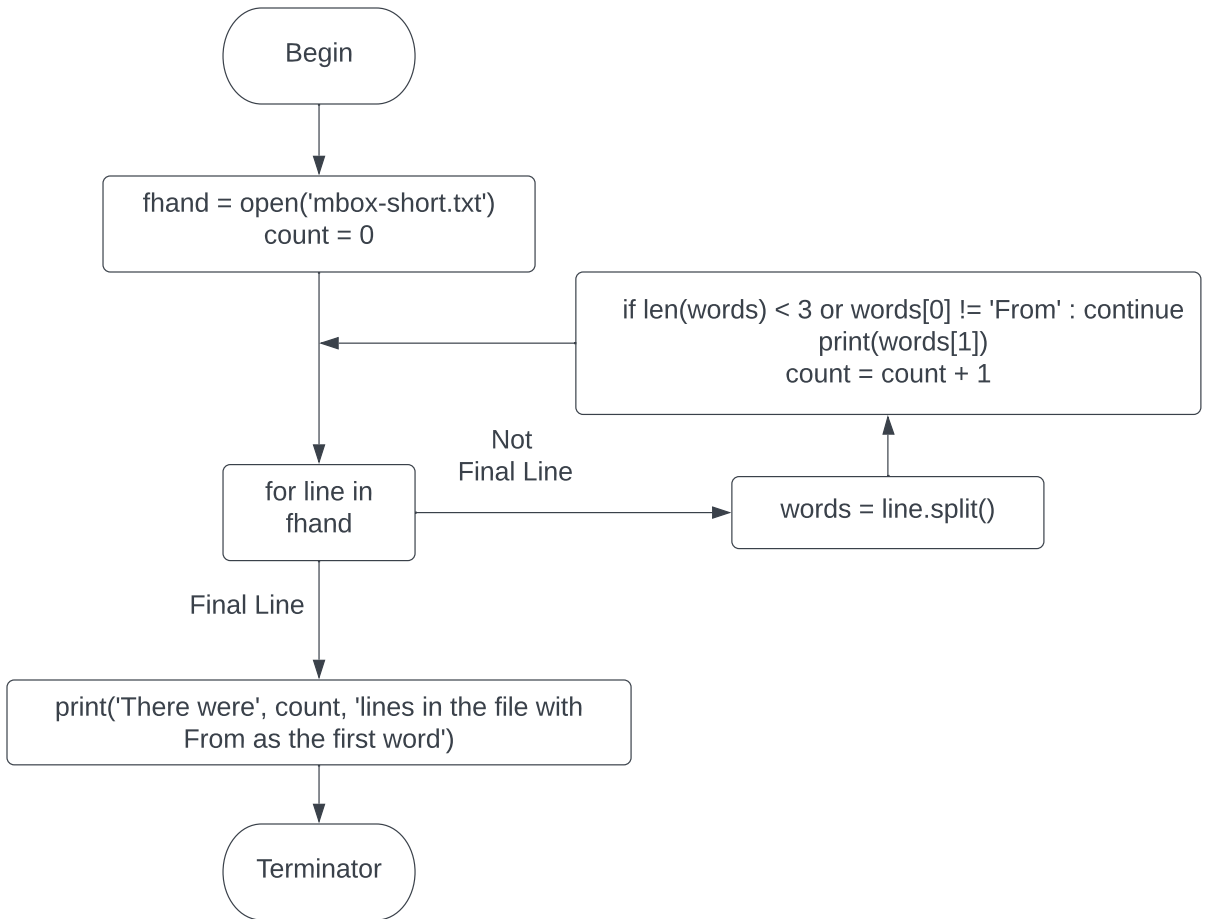 Begin
fhand = open('mbox-short.txt')
count = 0
if len(words) < 3 or words[0] != 'From' : continue
print(words[1])
count = count + 1
Not
Final Line
for line in
fhand
words = line.split()
Final Line
print('There were', count, 'lines in the file with
From as the first word')
Terminator